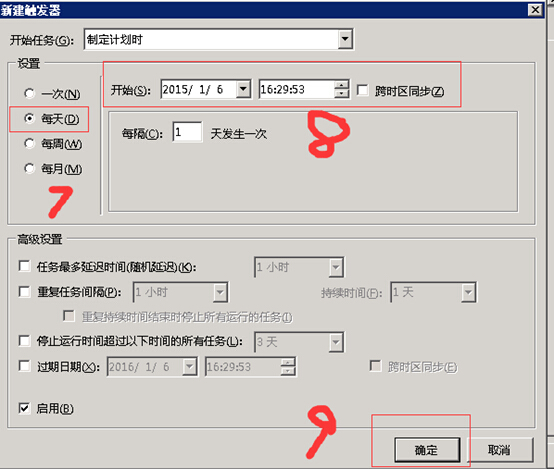 新建触发器
开始任务(G): 制定计划时
设置
一次(N)
每天(D)
每周(W)
每月(M)
7
开始(S): 2015/ 1/ 6 16:29:53 跨时区同步(Z)
8
每隔(C): 1 天发生一次
高级设置
任务最多延迟时间(随机延迟)(K): 1 小时
重复任务间隔(P): 1 小时 持续时间(F): 1 天
重复持续时间结束时停止所有运行的任务(I)
停止运行时间超过以下时间的所有任务(L): 3 天
过期日期(X): 2016/ 1/ 6 16:29:53 跨时区同步(E)
启用(B)
9
确定 取消